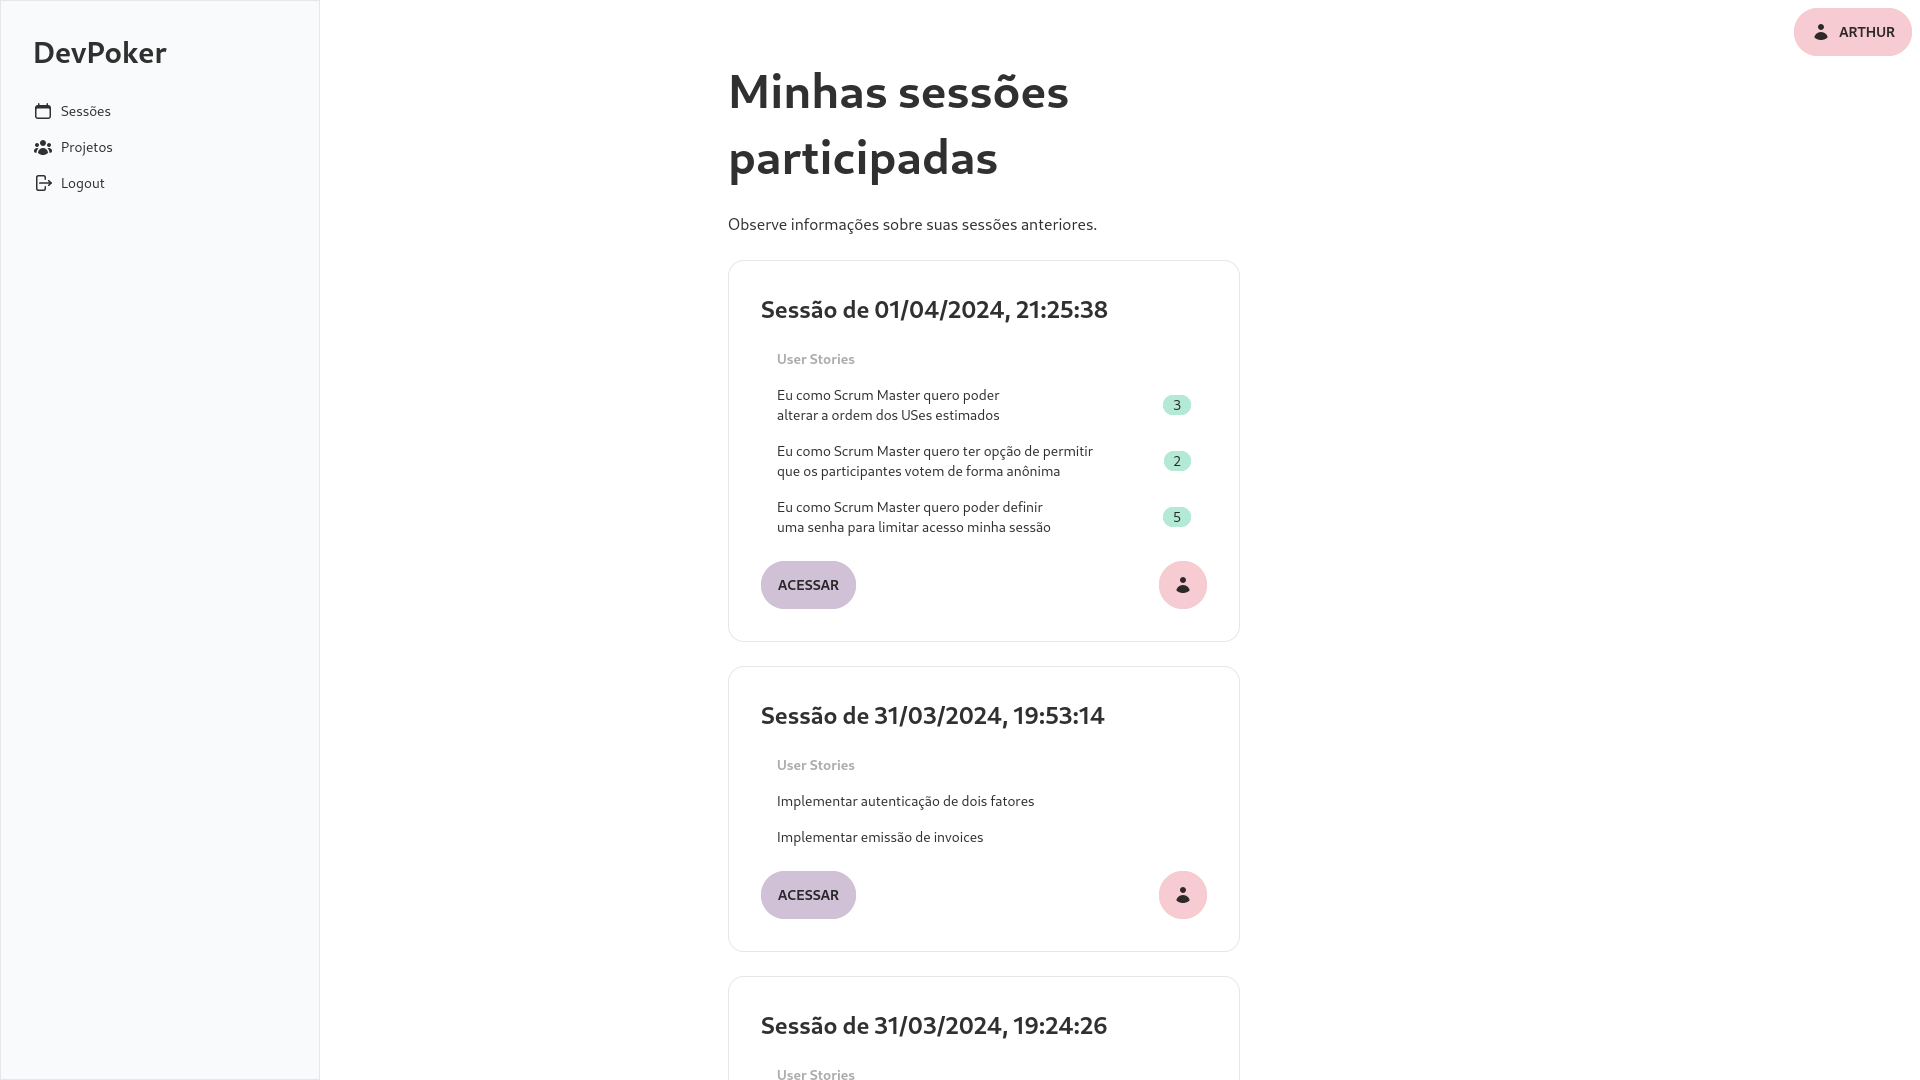 DevPoker
Sessões
Projetos
Logout
ARTHUR
Minhas sessões
participadas
Observe informações sobre suas sessões anteriores.
Sessão de 01/04/2024, 21:25:38
User Stories
Eu como Scrum Master quero poder
alterar a ordem dos USes estimados
3
Eu como Scrum Master quero ter opção de permitir
que os participantes votem de forma anônima
2
Eu como Scrum Master quero poder definir
uma senha para limitar acesso minha sessão
5
ACESSAR
Sessão de 31/03/2024, 19:53:14
User Stories
Implementar autenticação de dois fatores
Implementar emissão de invoices
ACESSAR
Sessão de 31/03/2024, 19:24:26
User Stories